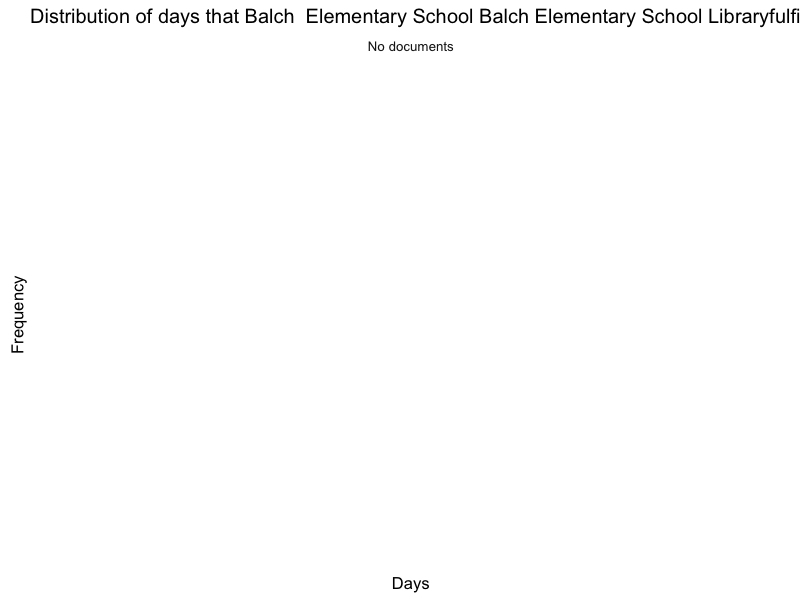 Distribution of days that Balch  Elementary School Balch Elementary School Libraryfulfi
No documents
Frequency
Days